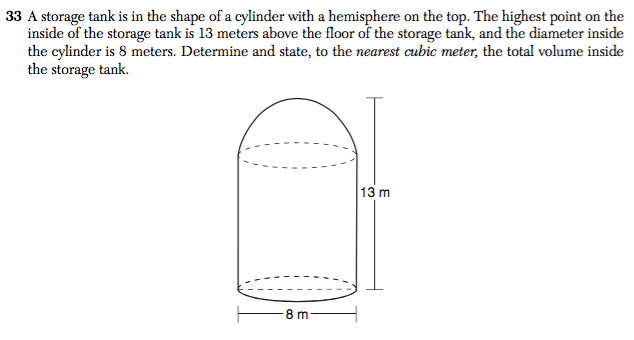 33 A storage tank is in the shape of a cylinder with a hemisphere on the top. The highest point on the
inside of the storage tank is 13 meters above the floor of the storage tank, and the diameter inside
the cylinder is 8 meters. Determine and state, to the nearest cubic meter, the total volume inside
the storage tank.
13 m
8 m